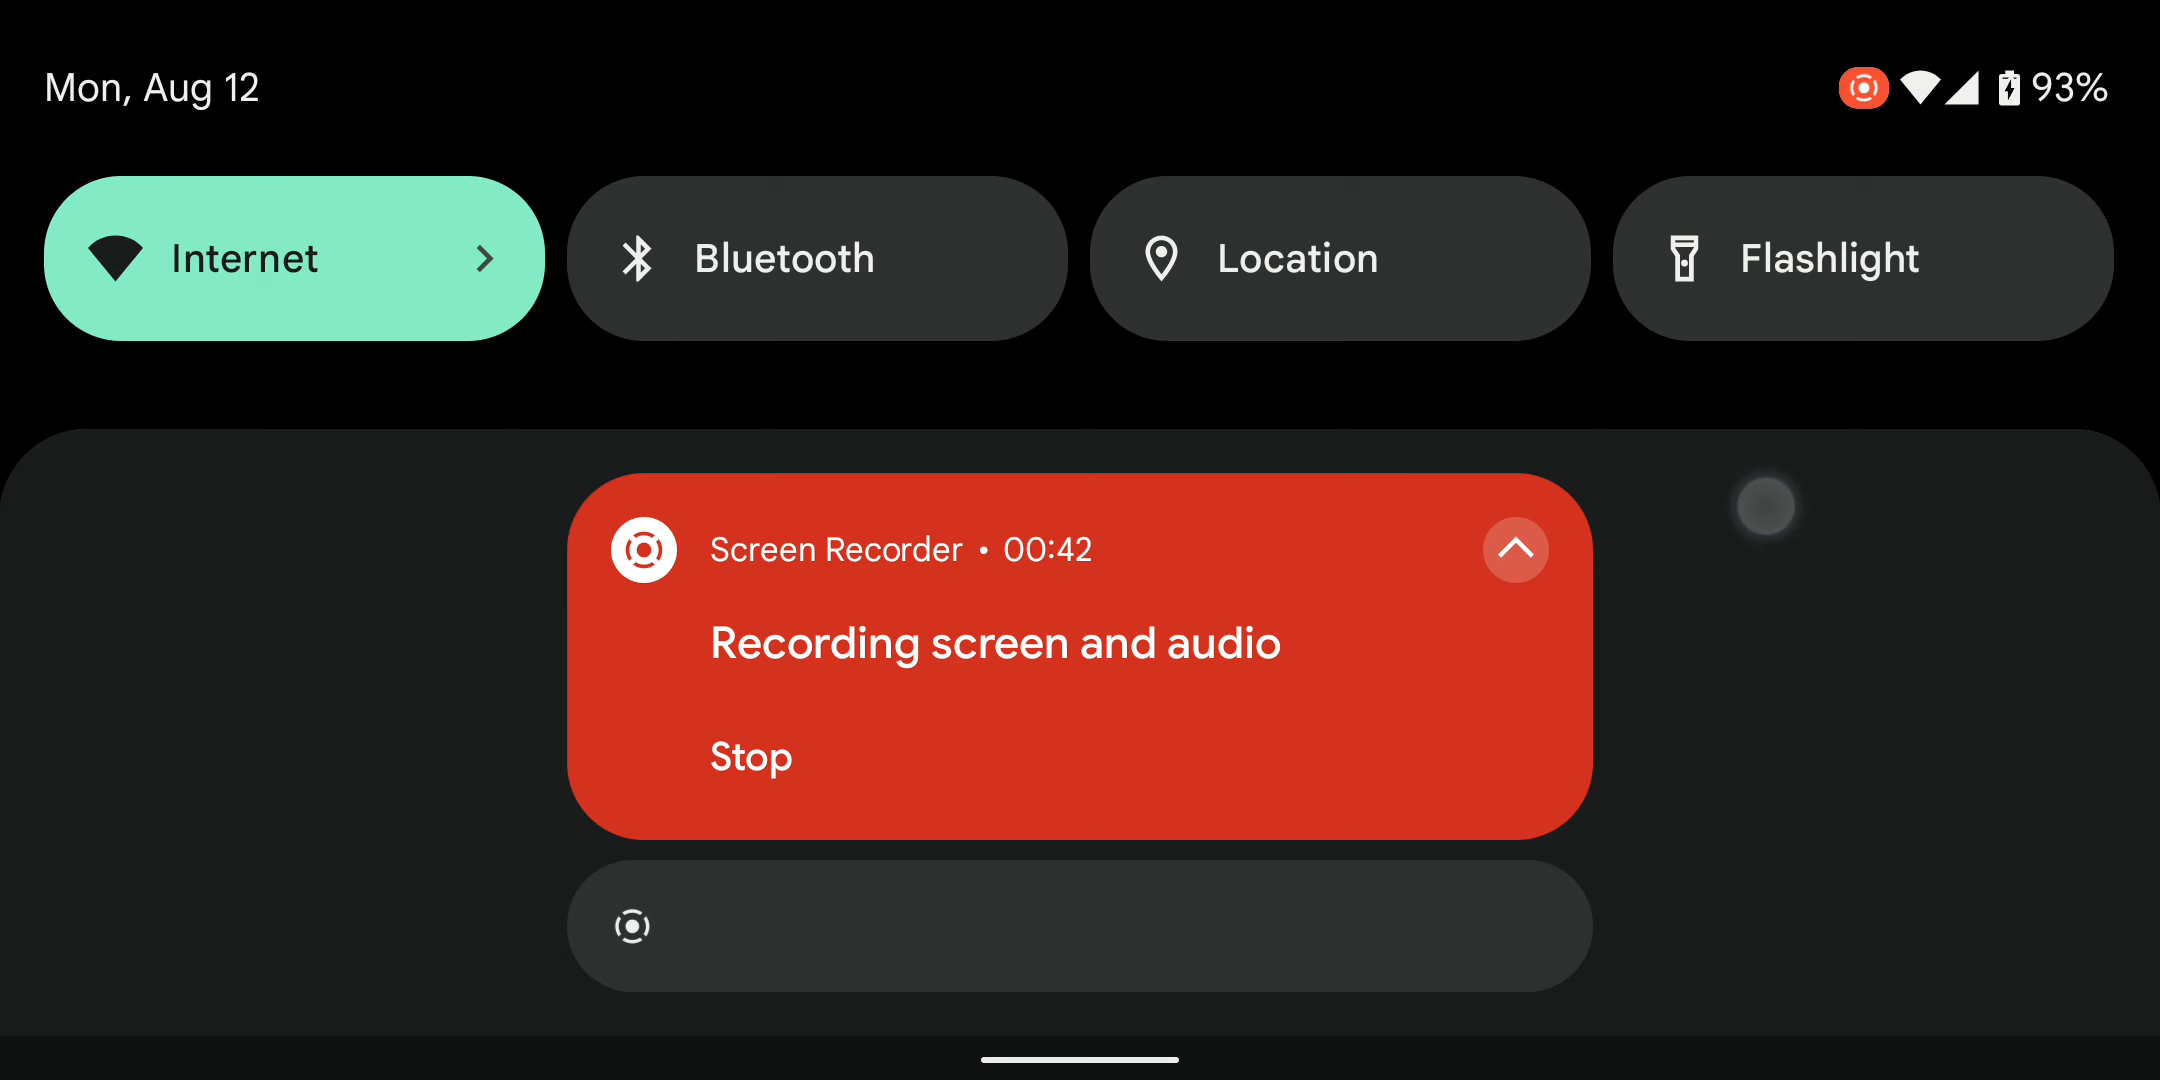 Mon, Aug 12
93%
Internet
Bluetooth
Location
Flashlight
Screen Recorder • 00:42
Recording screen and audio
Stop